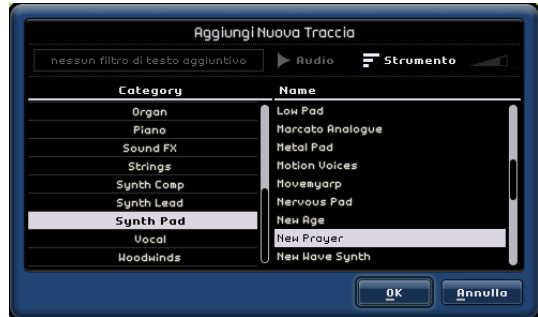 Aggiungi Nuova Traccia
nessun filtro di testo aggiuntivo
Audio
Strumento
Category
Name
Organ
Piano
Sound FX
Strings
Synth Comp
Synth Lead
Synth Pad
Vocal
Woodwinds
Low Pad
Marcato Analogue
Metal Pad
Motion Voices
Movemyarp
Nervous Pad
New Age
New Prayer
New Wave Synth
OK
Annulla